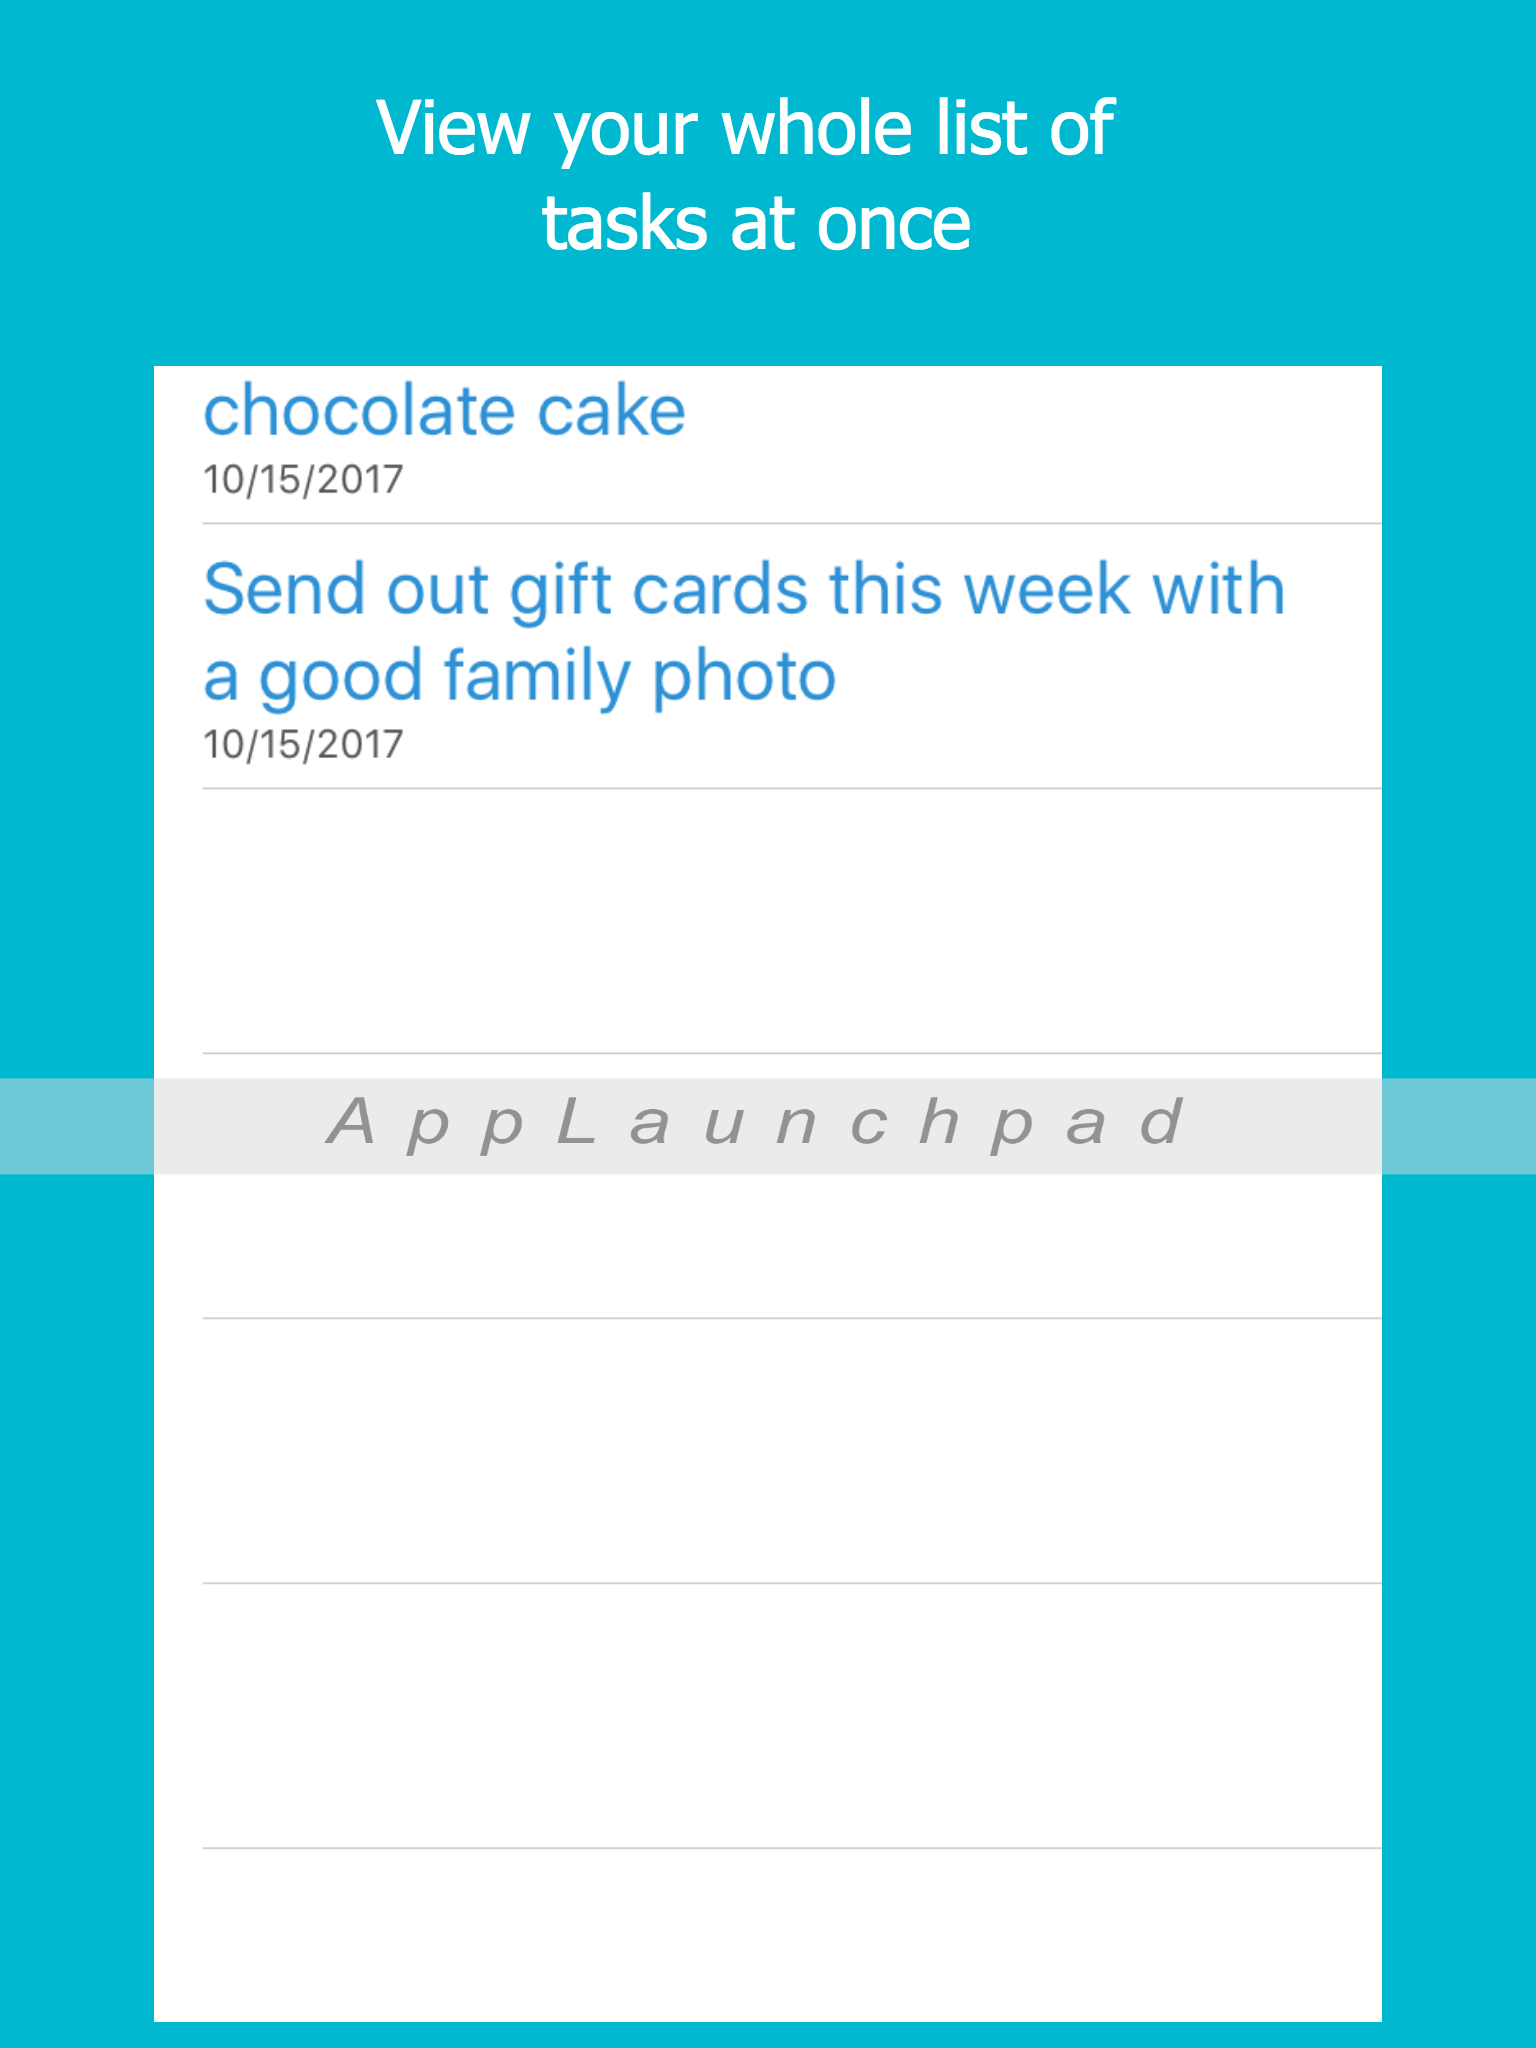 View your whole list of
tasks at once
chocolate cake
10/15/2017
Send out gift cards this week with
a good family photo
10/15/2017
AppLaunchpad